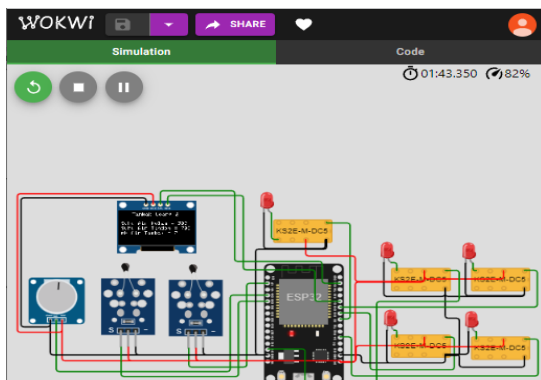 WOKWi
SHARE
Simulation
Code
01:43.350 82%
KS2E-M-DC5
ESP32
KS2E-M-DC5
KS2E-M-DC5
KS2E-M-DC5
KS2E-M-DC5
S -
S -